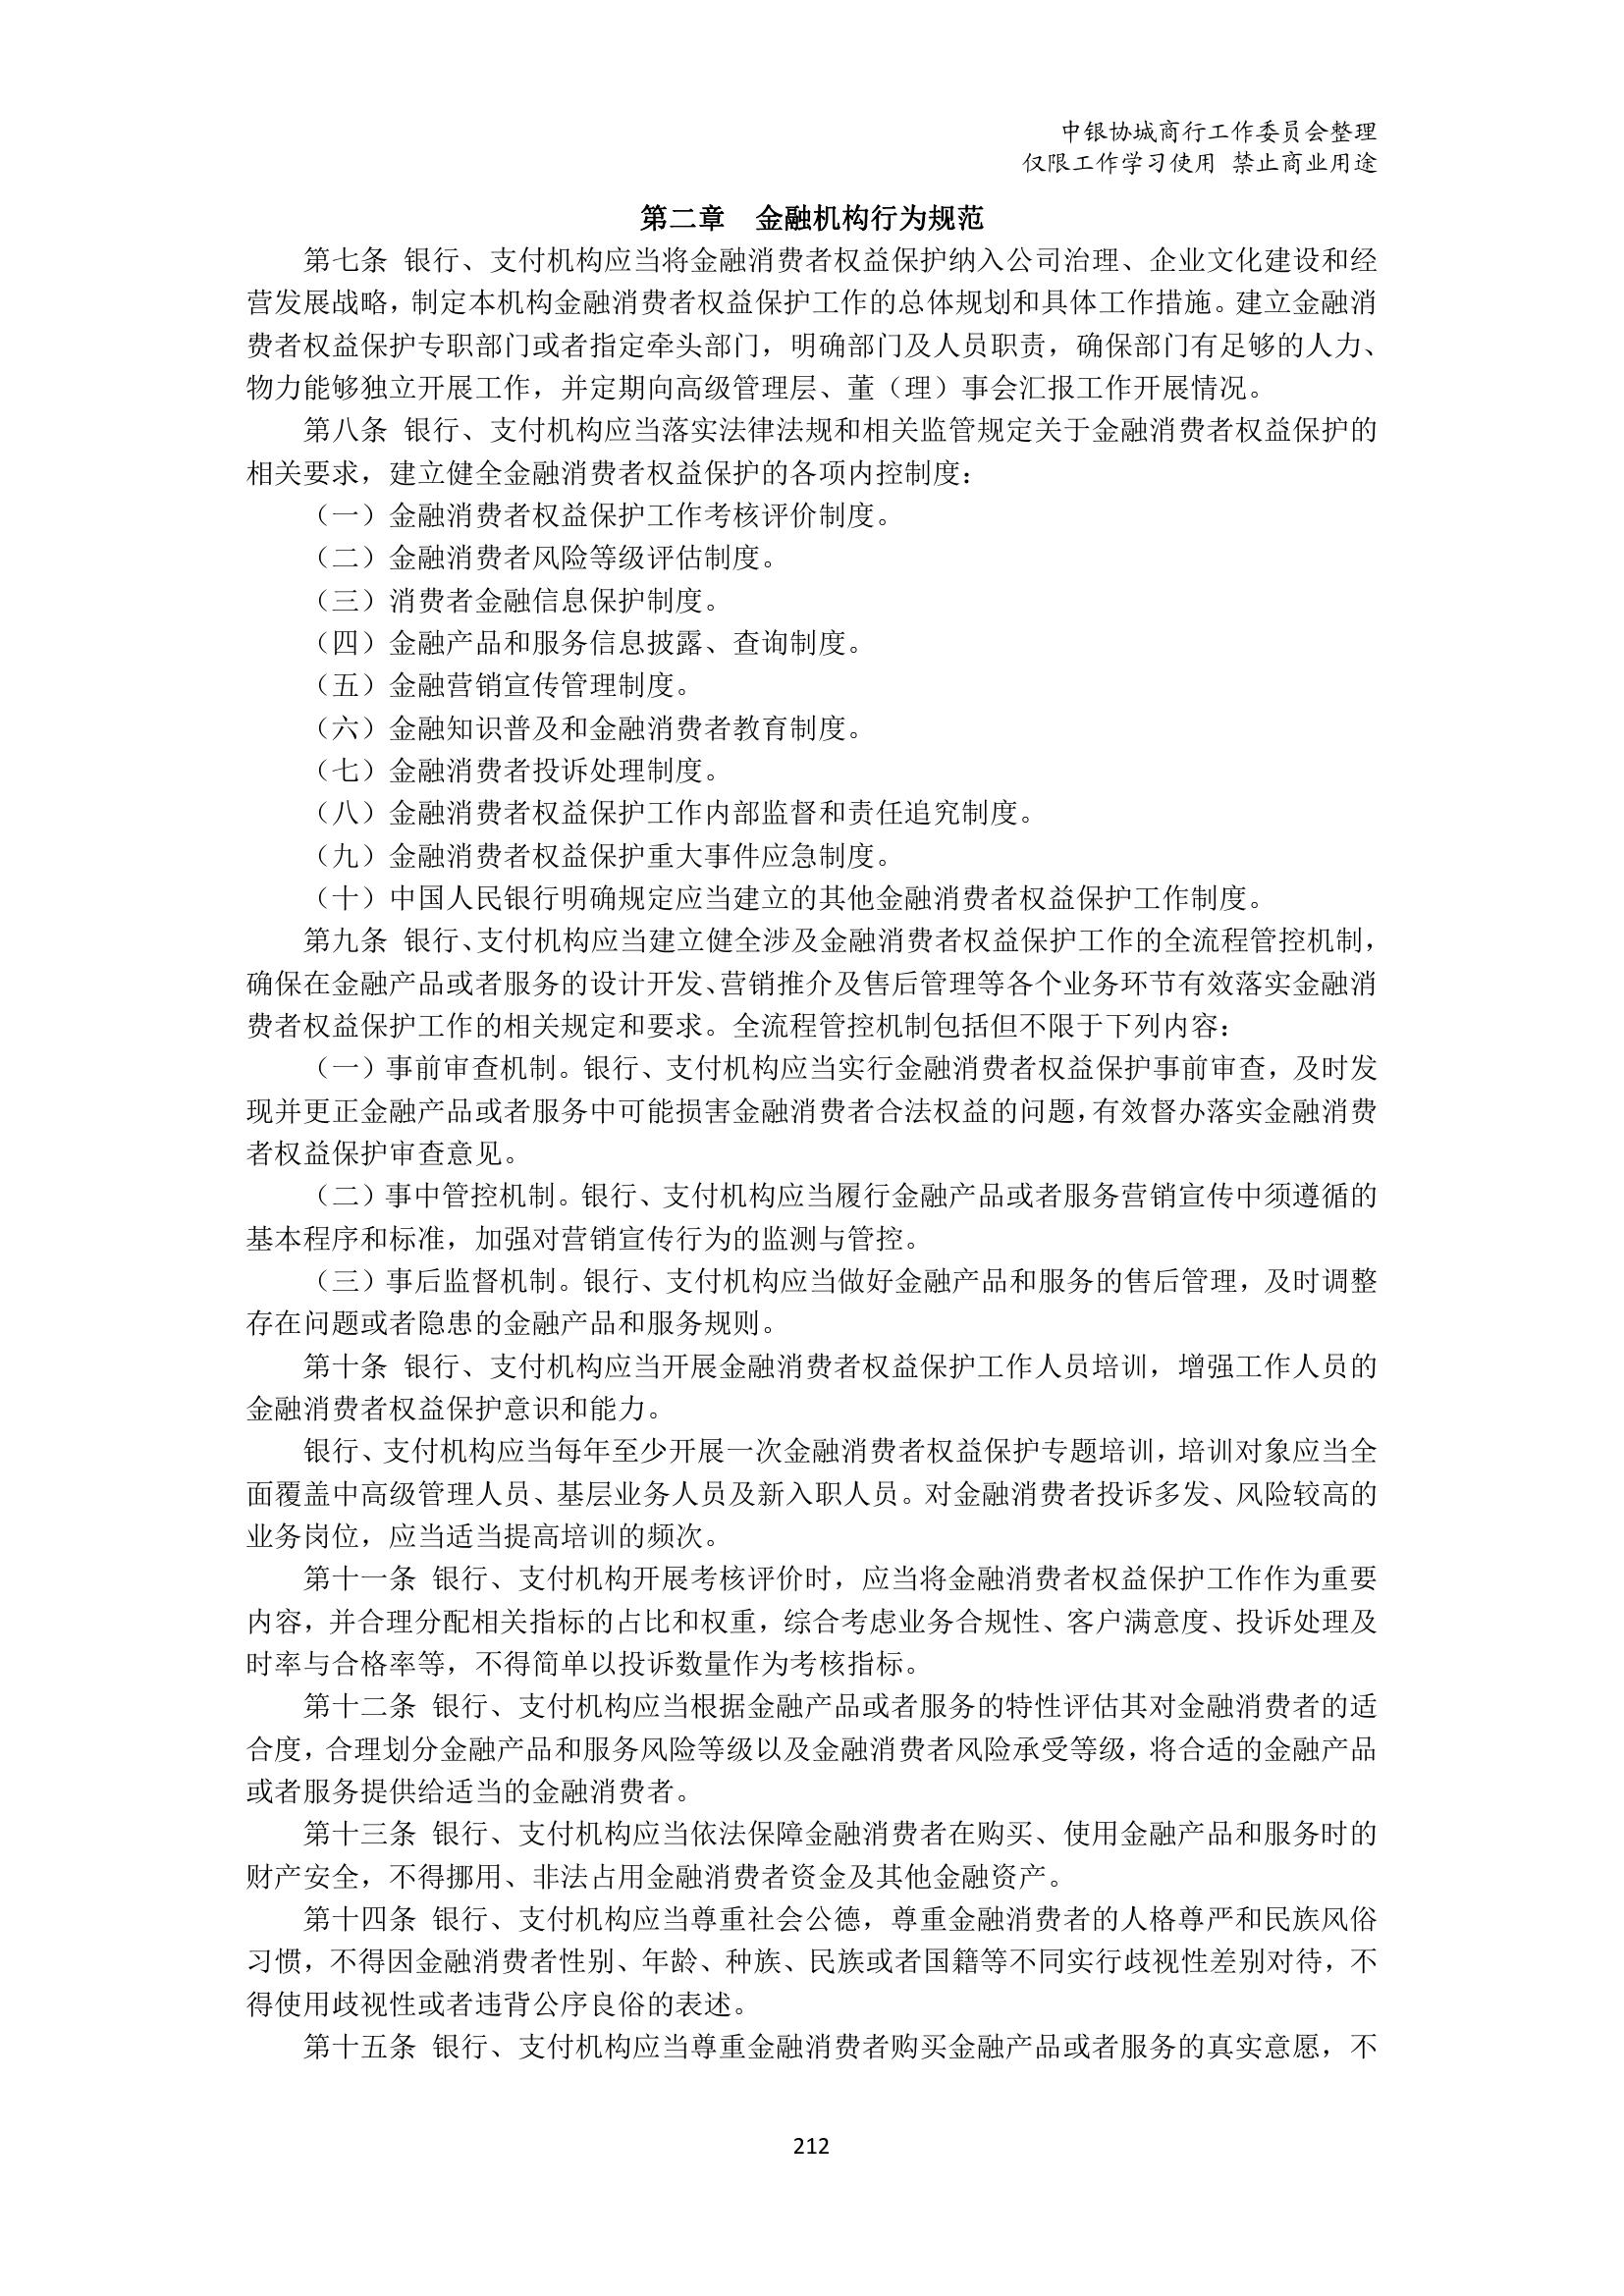 中银协城商行工作委员会整理
仅限工作学习使用 禁止商业用途
第二章 金融机构行为规范
第七条 银行、支付机构应当将金融消费者权益保护纳入公司治理、企业文化建设和经
营发展战略，制定本机构金融消费者权益保护工作的总体规划和具体工作措施。建立金融消
费者权益保护专职部门或者指定牵头部门，明确部门及人员职责，确保部门有足够的人力、
物力能够独立开展工作，并定期向高级管理层、董（理）事会汇报工作开展情况。
第八条 银行、支付机构应当落实法律法规和相关监管规定关于金融消费者权益保护的
相关要求，建立健全金融消费者权益保护的各项内控制度：
（一）金融消费者权益保护工作考核评价制度。
（二）金融消费者风险等级评估制度。
（三）消费者金融信息保护制度。
（四）金融产品和服务信息披露、查询制度。
（五）金融营销宣传管理制度。
（六）金融知识普及和金融消费者教育制度。
（七）金融消费者投诉处理制度。
（八）金融消费者权益保护工作内部监督和责任追究制度。
（九）金融消费者权益保护重大事件应急制度。
（十）中国人民银行明确规定应当建立的其他金融消费者权益保护工作制度。
第九条 银行、支付机构应当建立健全涉及金融消费者权益保护工作的全流程管控机制，
确保在金融产品或者服务的设计开发、营销推介及售后管理等各个业务环节有效落实金融消
费者权益保护工作的相关规定和要求。全流程管控机制包括但不限于下列内容：
（一）事前审查机制。银行、支付机构应当实行金融消费者权益保护事前审查，及时发
现并更正金融产品或者服务中可能损害金融消费者合法权益的问题，有效督办落实金融消费
者权益保护审查意见。
（二）事中管控机制。银行、支付机构应当履行金融产品或者服务营销宣传中须遵循的
基本程序和标准，加强对营销宣传行为的监测与管控。
（三）事后监督机制。银行、支付机构应当做好金融产品和服务的售后管理，及时调整
存在问题或者隐患的金融产品和服务规则。
第十条 银行、支付机构应当开展金融消费者权益保护工作人员培训，增强工作人员的
金融消费者权益保护意识和能力。
银行、支付机构应当每年至少开展一次金融消费者权益保护专题培训，培训对象应当全
面覆盖中高级管理人员、基层业务人员及新入职人员。对金融消费者投诉多发、风险较高的
业务岗位，应当适当提高培训的频次。
第十一条 银行、支付机构开展考核评价时，应当将金融消费者权益保护工作作为重要
内容，并合理分配相关指标的占比和权重，综合考虑业务合规性、客户满意度、投诉处理及
时率与合格率等，不得简单以投诉数量作为考核指标。
第十二条 银行、支付机构应当根据金融产品或者服务的特性评估其对金融消费者的适
合度，合理划分金融产品和服务风险等级以及金融消费者风险承受等级，将合适的金融产品
或者服务提供给适当的金融消费者。
第十三条 银行、支付机构应当依法保障金融消费者在购买、使用金融产品和服务时的
财产安全，不得挪用、非法占用金融消费者资金及其他金融资产。
第十四条 银行、支付机构应当尊重社会公德，尊重金融消费者的人格尊严和民族风俗
习惯，不得因金融消费者性别、年龄、种族、民族或者国籍等不同实行歧视性差别对待，不
得使用歧视性或者违背公序良俗的表述。
第十五条 银行、支付机构应当尊重金融消费者购买金融产品或者服务的真实意愿，不
212